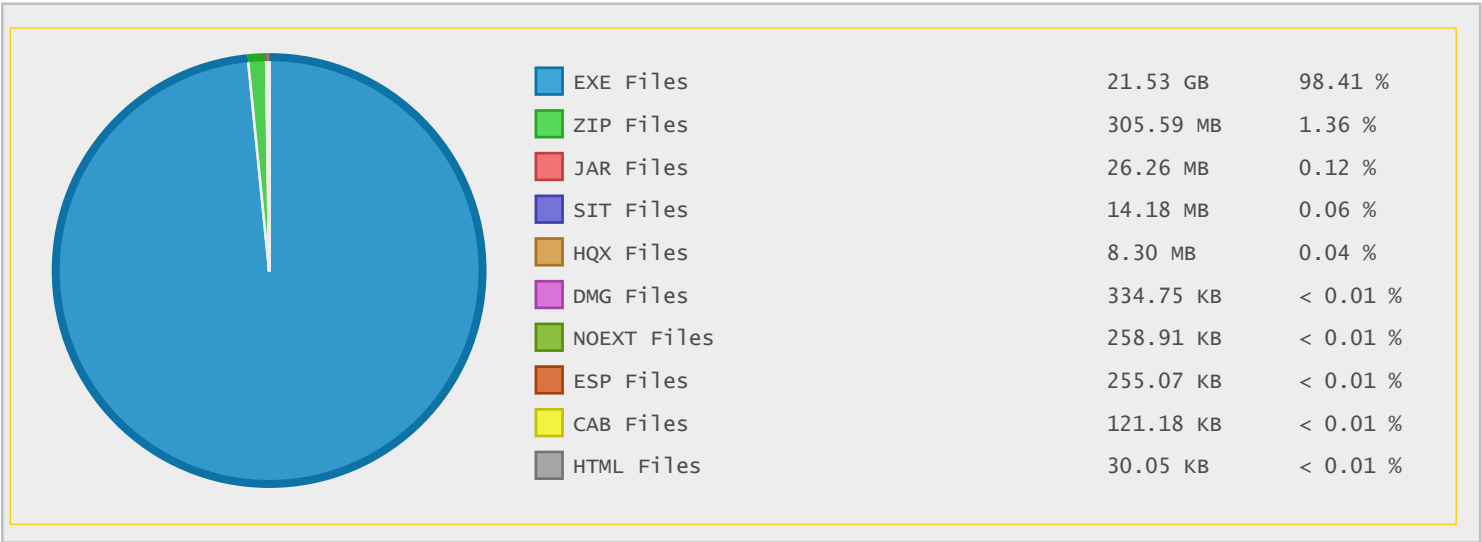 EXE Files 21.53 GB 98.41 %
ZIP Files 305.59 MB 1.36 %
JAR Files 26.26 MB 0.12 %
SIT Files 14.18 MB 0.06 %
HQX Files 8.30 MB 0.04 %
DMG Files 334.75 KB < 0.01 %
NOEXT Files 258.91 KB < 0.01 %
ESP Files 255.07 KB < 0.01 %
CAB Files 121.18 KB < 0.01 %
HTML Files 30.05 KB < 0.01 %